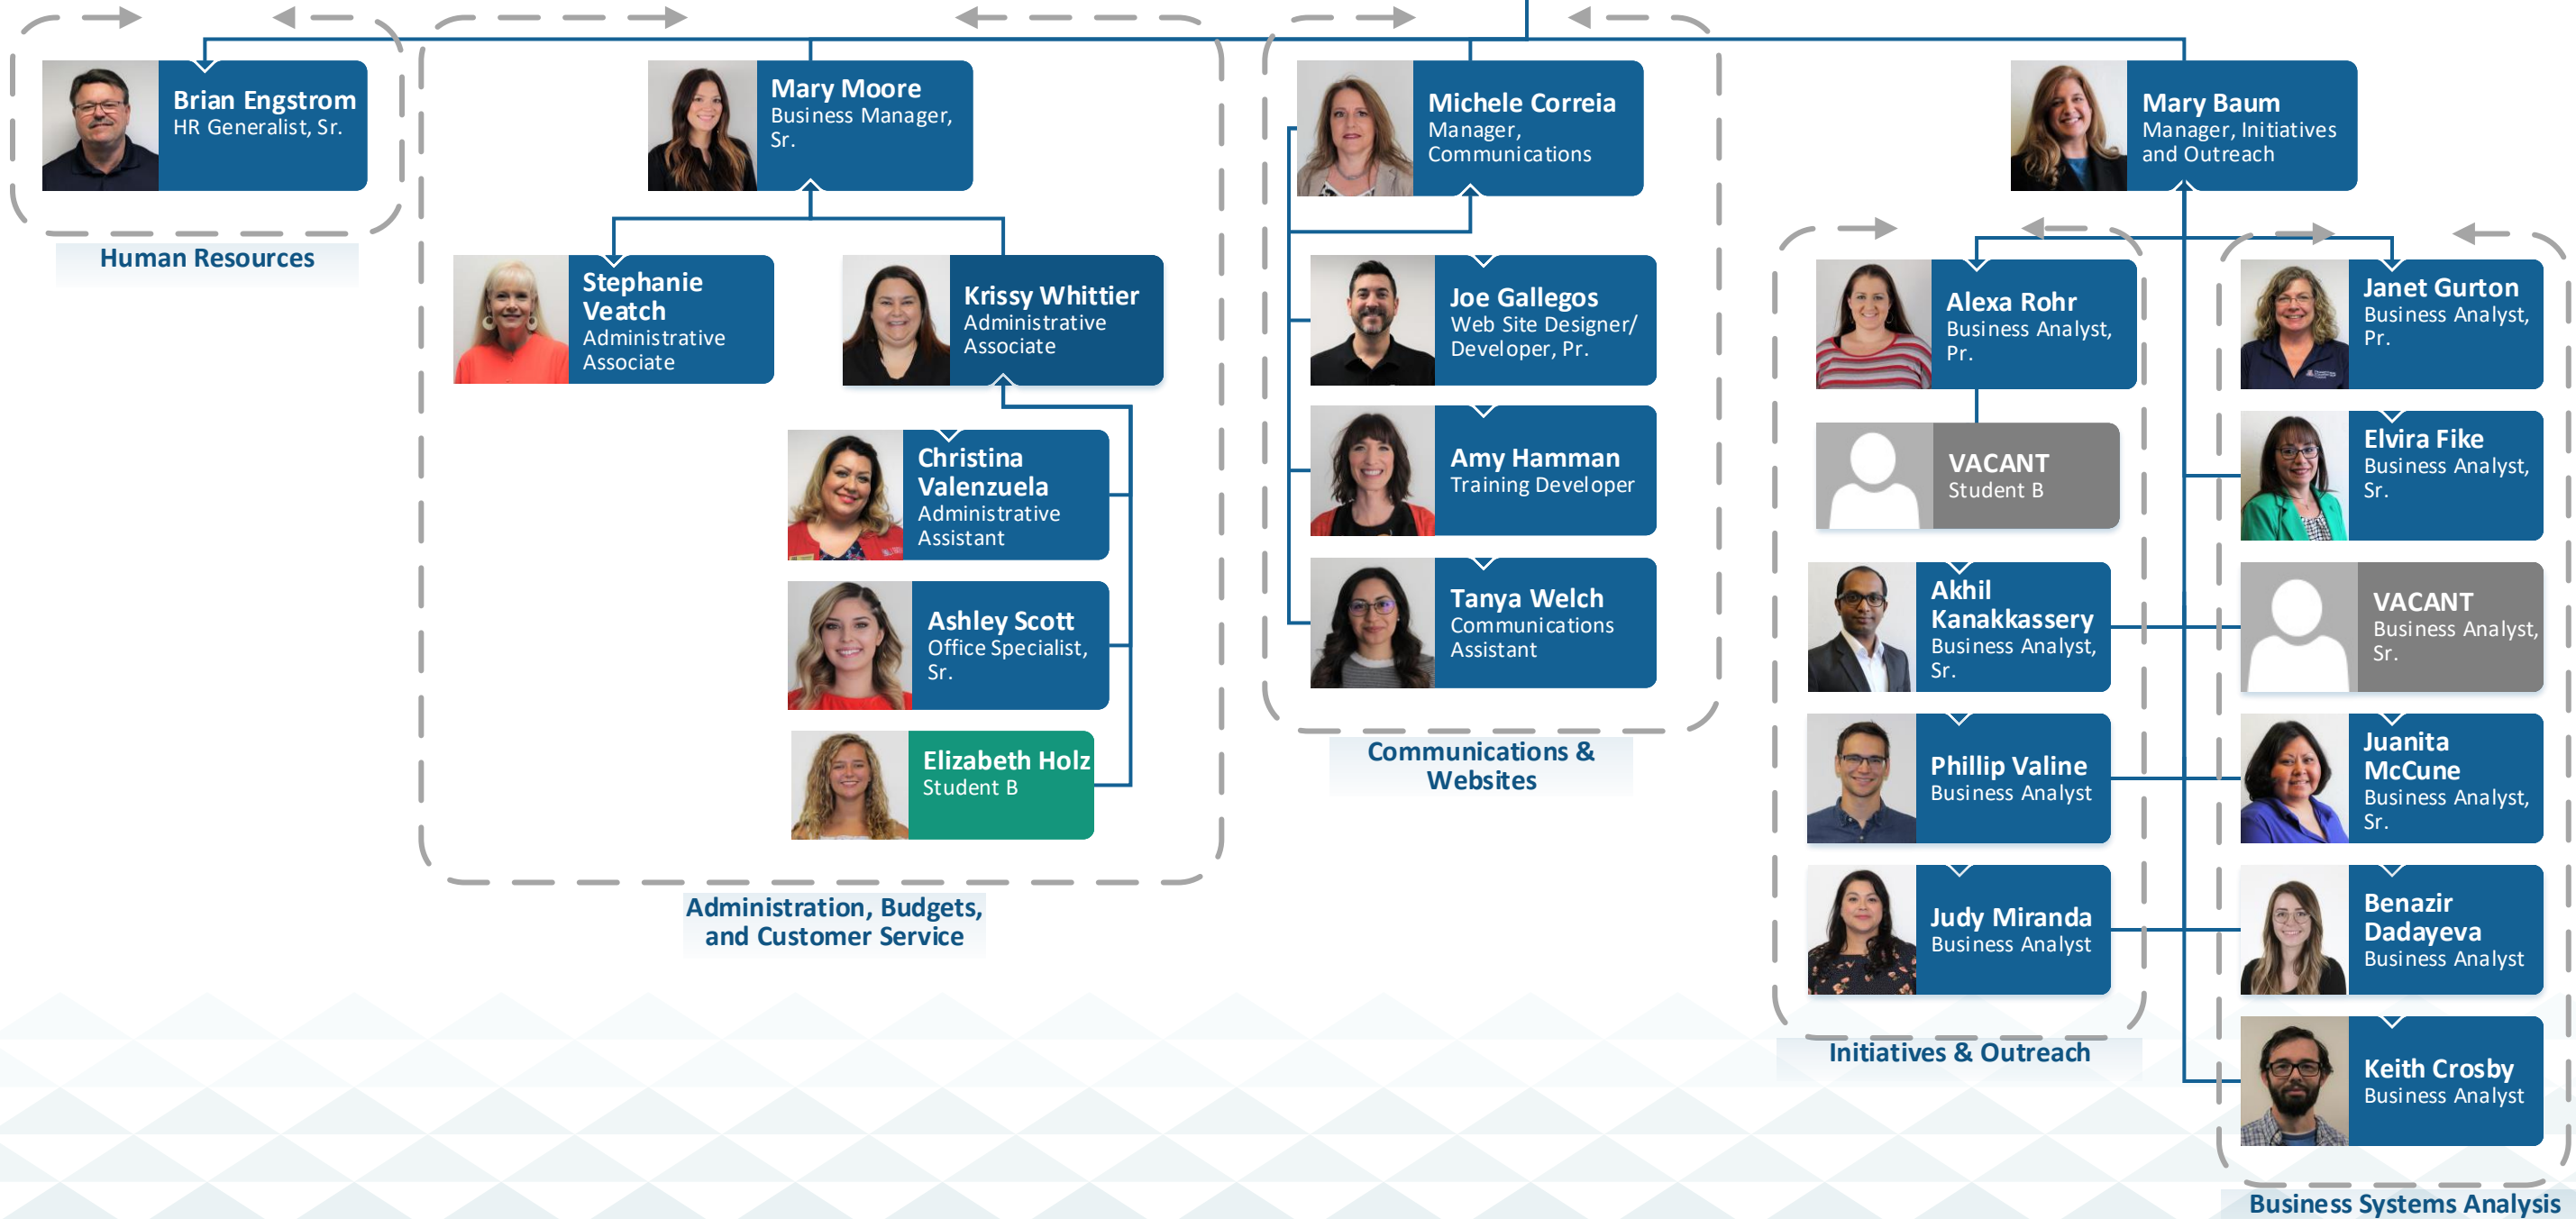 Brian Engstrom
HR Generalist, Sr.
Human Resources
Mary Moore
Business Manager,
Sr.
Stephanie
Veatch
Administrative
Associate
Krissy Whittier
Administrative
Associate
Christina
Valenzuela
Administrative
Assistant
Ashley Scott
Office Specialist,
Sr.
Elizabeth Holz
Student B
Administration, Budgets,
and Customer Service
Michele Correia
Manager,
Communications
Joe Gallegos
Web Site Designer/
Developer, Pr.
Amy Hamman
Training Developer
Tanya Welch
Communications
Assistant
Communications &
Websites
Mary Baum
Manager, Initiatives
and Outreach
Alexa Rohr
Business Analyst,
Pr.
VACANT
Student B
Akhil
Kanakkassery
Business Analyst,
Sr.
Phillip Valine
Business Analyst
Judy Miranda
Business Analyst
Initiatives & Outreach
Janet Gurton
Business Analyst,
Pr.
Elvira Fike
Business Analyst,
Sr.
VACANT
Business Analyst,
Sr.
Juanita
McCune
Business Analyst,
Sr.
Benazir
Dadayeva
Business Analyst
Keith Crosby
Business Analyst
Business Systems Analysis